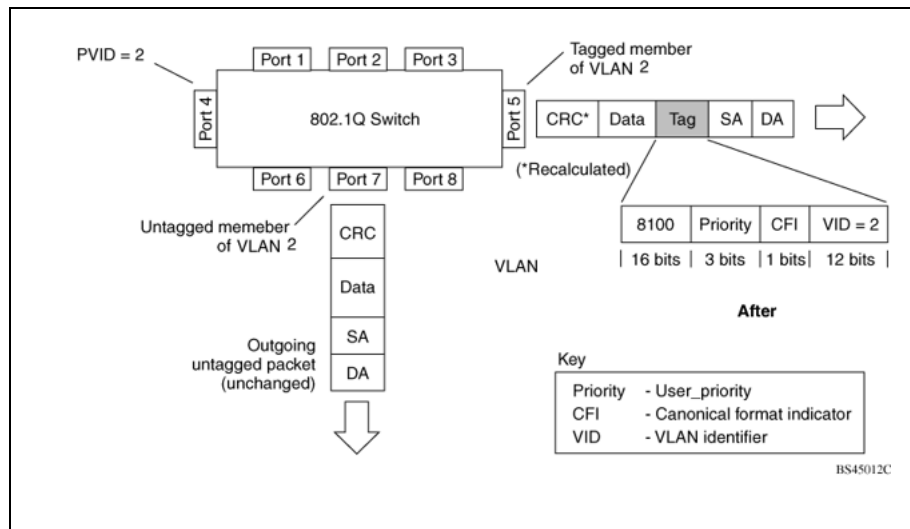 PVID = 2
Port 1
Port 2
Port 3
Tagged member
of VLAN 2
Port 4
802.1Q Switch
Port 5
CRC*
Data
Tag
SA
DA
(*Recalculated)
Port 6
Port 7
Port 8
Untagged memeber
of VLAN 2
CRC
Data
SA
DA
8100
Priority
CFI
VID = 2
16 bits
3 bits
1 bits
12 bits
VLAN
After
Outgoing
untagged packet
(unchanged)
Key
Priority - User_priority
CFI - Canonical format indicator
VID - VLAN identifier
BS45012C